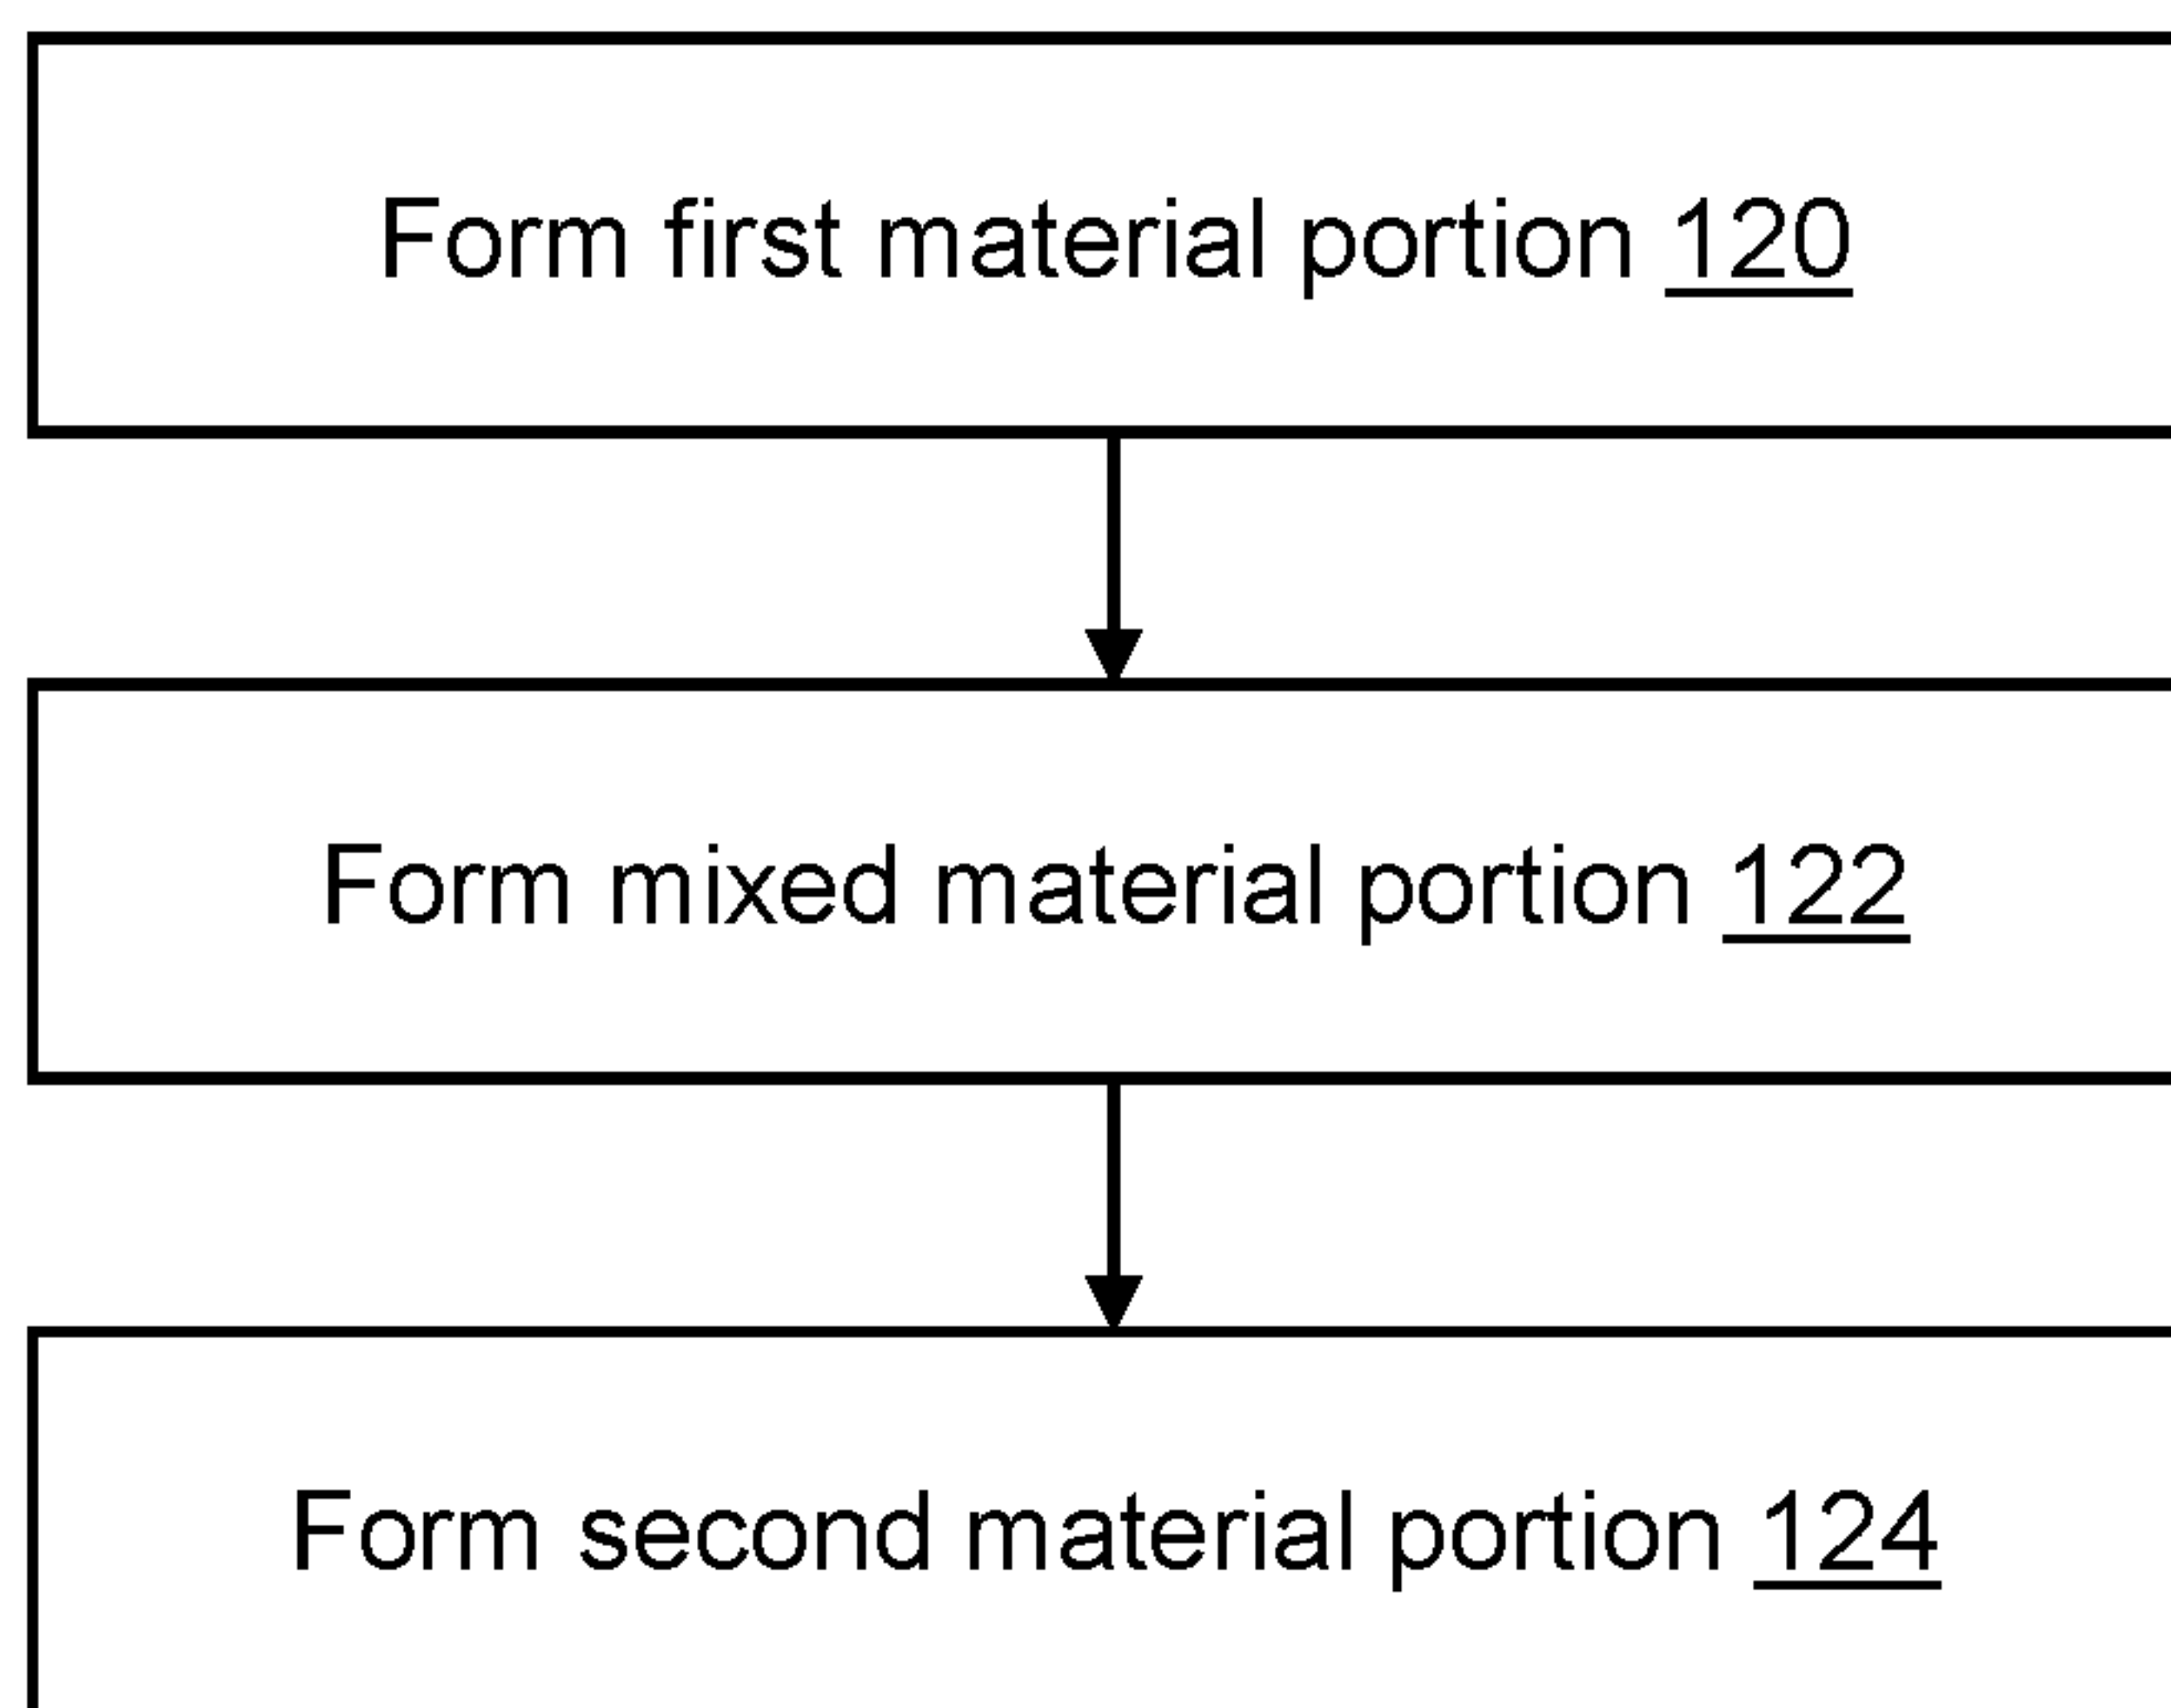 Form first material portion 120
Form mixed material portion 122
Form second material portion 124